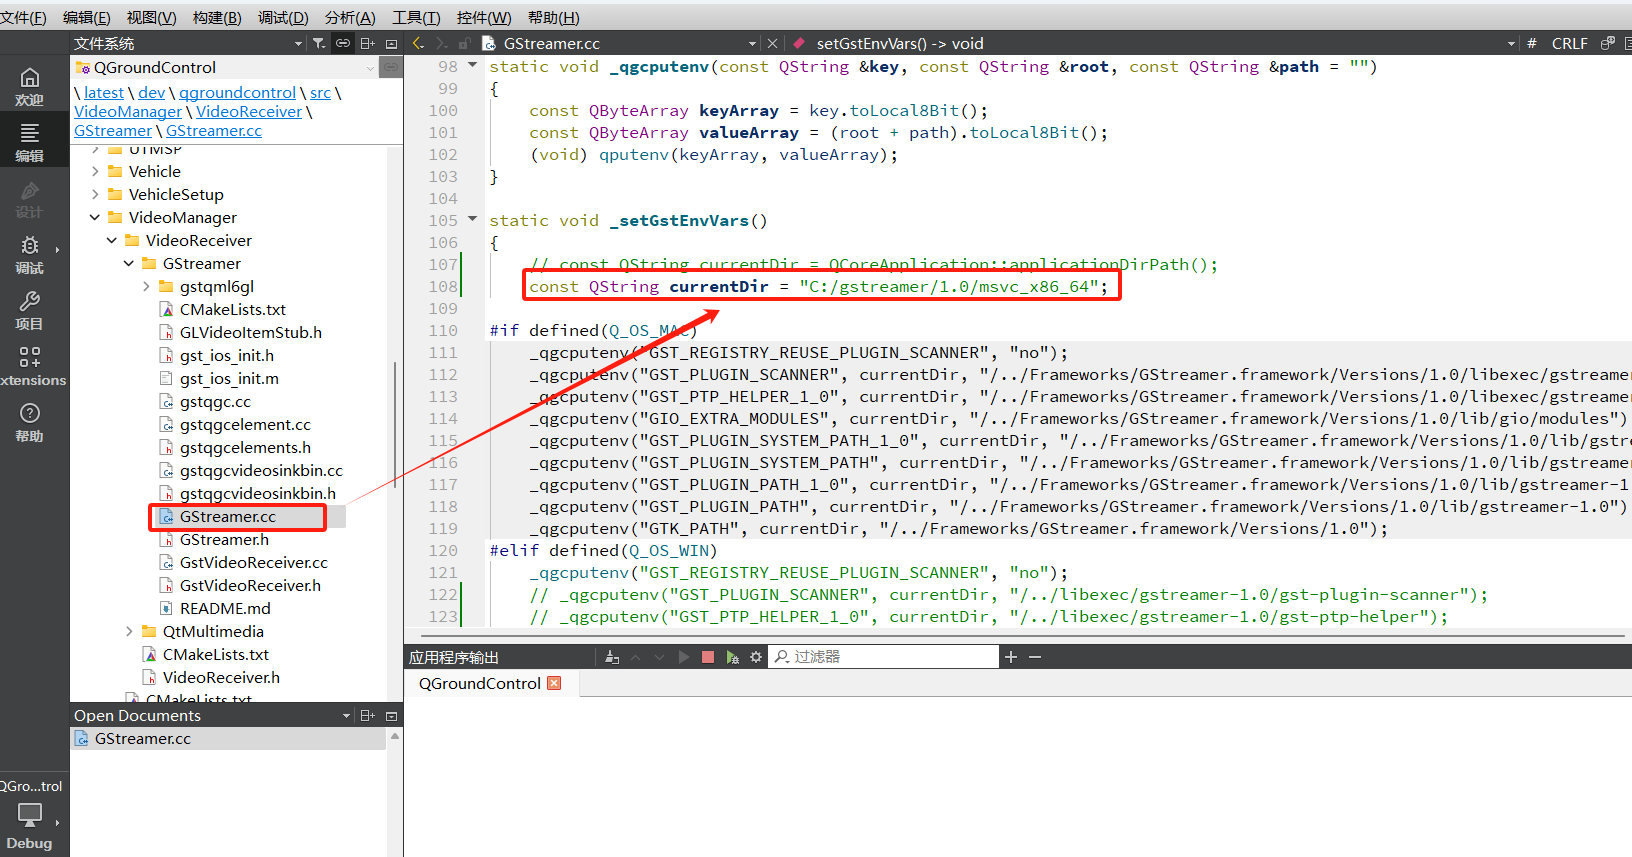 文件(F) 编辑(E) 视图(V) 构建(B) 调试(D) 分析(A) 工具(T) 控件(W) 帮助(H)
文件系统
QGroundControl
\ latest \ dev \ qgroundcontrol \ src \
VideoManager \ VideoReceiver \
GStreamer \ GStreamer.cc
UTMSP
Vehicle
VehicleSetup
VideoManager
VideoReceiver
GStreamer
gstqml6gl
CMakeLists.txt
GLVideoItemStub.h
gst_ios_init.h
gst_ios_init.m
gstqgc.cc
gstqgcelement.cc
gstqgcelements.h
gstqgcvideosinkbin.cc
gstqgcvideosinkbin.h
GStreamer.cc
GStreamer.h
GstVideoReceiver.cc
GstVideoReceiver.h
README.md
QtMultimedia
CMakeLists.txt
VideoReceiver.h
CMakeLists.txt
Open Documents
GStreamer.cc
欢迎
编辑
设计
调试
项目
xtensions
帮助
QGro...trol
Debug
GStreamer.cc
setGstEnvVars() -> void
# CRLF
98 static void _qgcputenv(const QString &key, const QString &root, const QString &path = "")
99 {
100 const QByteArray keyArray = key.toLocal8Bit();
101 const QByteArray valueArray = (root + path).toLocal8Bit();
102 (void) qputenv(keyArray, valueArray);
103 }
104
105 static void _setGstEnvVars()
106 {
107 // const QString currentDir = QCoreApplication::applicationDirPath();
108 const QString currentDir = "C:/gstreamer/1.0/msvc_x86_64";
109
110 #if defined(Q_OS_MAC)
111 _qgcputenv("GST_REGISTRY_REUSE_PLUGIN_SCANNER", "no");
112 _qgcputenv("GST_PLUGIN_SCANNER", currentDir, "/../Frameworks/GStreamer.framework/Versions/1.0/libexec/gstreamer
113 _qgcputenv("GST_PTP_HELPER_1_0", currentDir, "/../Frameworks/GStreamer.framework/Versions/1.0/libexec/gstreamer
114 _qgcputenv("GIO_EXTRA_MODULES", currentDir, "/../Frameworks/GStreamer.framework/Versions/1.0/lib/gio/modules")
115 _qgcputenv("GST_PLUGIN_SYSTEM_PATH_1_0", currentDir, "/../Frameworks/GStreamer.framework/Versions/1.0/lib/gstre
116 _qgcputenv("GST_PLUGIN_SYSTEM_PATH", currentDir, "/../Frameworks/GStreamer.framework/Versions/1.0/lib/gstreamer
117 _qgcputenv("GST_PLUGIN_PATH_1_0", currentDir, "/../Frameworks/GStreamer.framework/Versions/1.0/lib/gstreamer-1
118 _qgcputenv("GST_PLUGIN_PATH", currentDir, "/../Frameworks/GStreamer.framework/Versions/1.0/lib/gstreamer-1.0")
119 _qgcputenv("GTK_PATH", currentDir, "/../Frameworks/GStreamer.framework/Versions/1.0");
120 #elif defined(Q_OS_WIN)
121 _qgcputenv("GST_REGISTRY_REUSE_PLUGIN_SCANNER", "no");
122 // _qgcputenv("GST_PLUGIN_SCANNER", currentDir, "/../libexec/gstreamer-1.0/gst-plugin-scanner");
123 // _qgcputenv("GST_PTP_HELPER_1_0", currentDir, "/../libexec/gstreamer-1.0/gst-ptp-helper");
应用程序输出
过滤器
QGroundControl